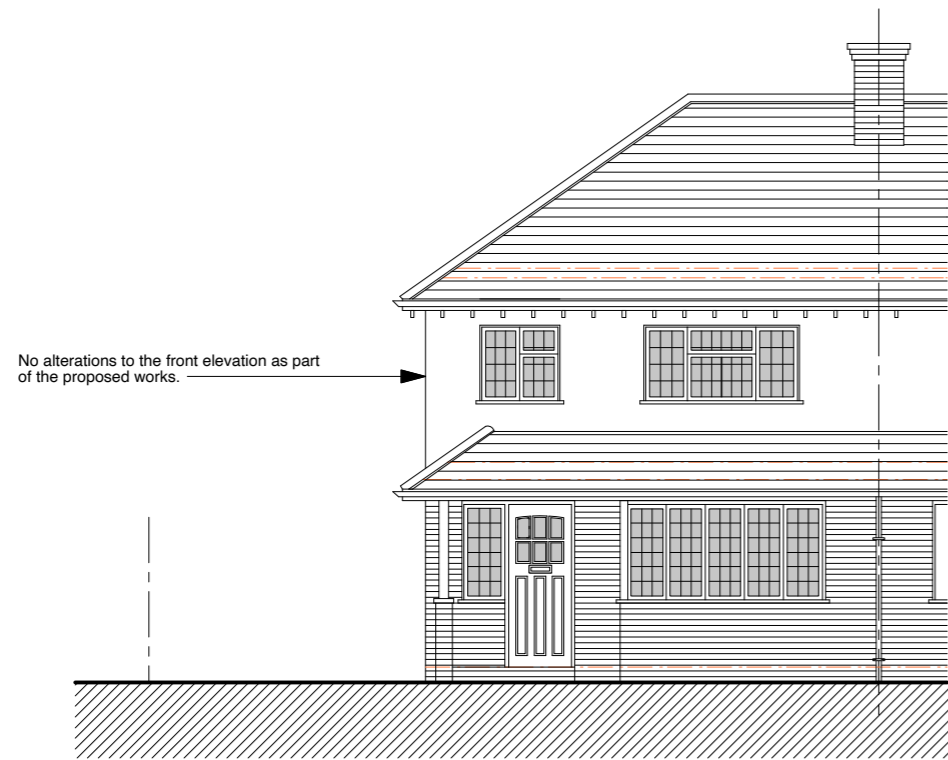 No alterations to the front elevation as part
of the proposed works.